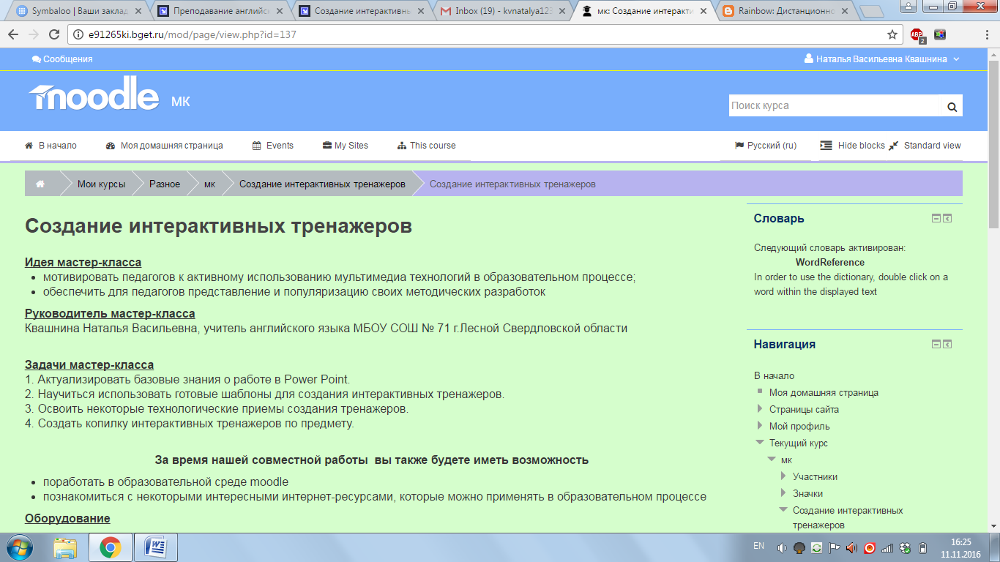 Symbaloo | Ваши заклад
Преподавание английск
Создание интерактивны
Inbox (19) - kvnatalya123
мк: Создание интеракти
Rainbow: Дистанционно
e91265ki.bget.ru/mod/page/view.php?id=137
ABP
2
Сообщения
Наталья Васильевна Квашнина
moodle мк
Поиск курса
В начало Моя домашняя страница Events My Sites This course
Русский (ru) Hide blocks Standard view
Мои курсы Разное мк Создание интерактивных тренажеров Создание интерактивных тренажеров
Создание интерактивных тренажеров
Идея мастер-класса
мотивировать педагогов к активному использованию мультимедиа технологий в образовательном процессе;
обеспечить для педагогов представление и популяризацию своих методических разработок
Руководитель мастер-класса
Квашнина Наталья Васильевна, учитель английского языка МБОУ СОШ № 71 г.Лесной Свердловской области
Задачи мастер-класса
1. Актуализировать базовые знания о работе в Power Point.
2. Научиться использовать готовые шаблоны для создания интерактивных тренажеров.
3. Освоить некоторые технологические приемы создания тренажеров.
4. Создать копилку интерактивных тренажеров по предмету.
За время нашей совместной работы вы также будете иметь возможность
поработать в образовательной среде moodle
познакомиться с некоторыми интересными интернет-ресурсами, которые можно применять в образовательном процессе
Оборудование
Словарь
Следующий словарь активирован:
WordReference
In order to use the dictionary, double click on a
word within the displayed text
Навигация
В начало
Моя домашняя страница
Страницы сайта
Мой профиль
Текущий курс
мк
Участники
Значки
Создание интерактивных
тренажеров
EN
16:25
11.11.2016